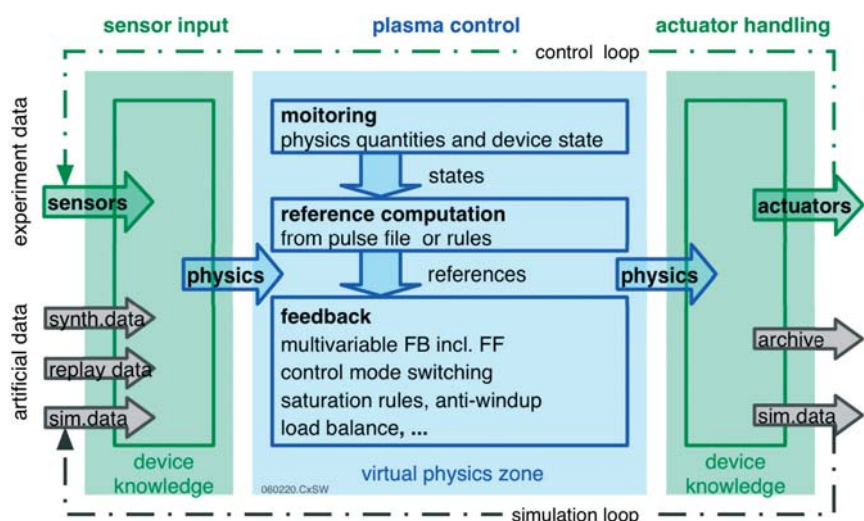 sensor input
plasma control
actuator handling
control loop
experiment data
artificial data
moitoring
physics quantities and device state
states
sensors
reference computation
from pulse file or rules
actuators
physics
references
physics
synth.data
replay data
sim.data
feedback
multivariable FB incl. FF
control mode switching
saturation rules, anti-windup
load balance, ...
archive
sim.data
device
knowledge
060220.CxSW
virtual physics zone
device
knowledge
simulation loop